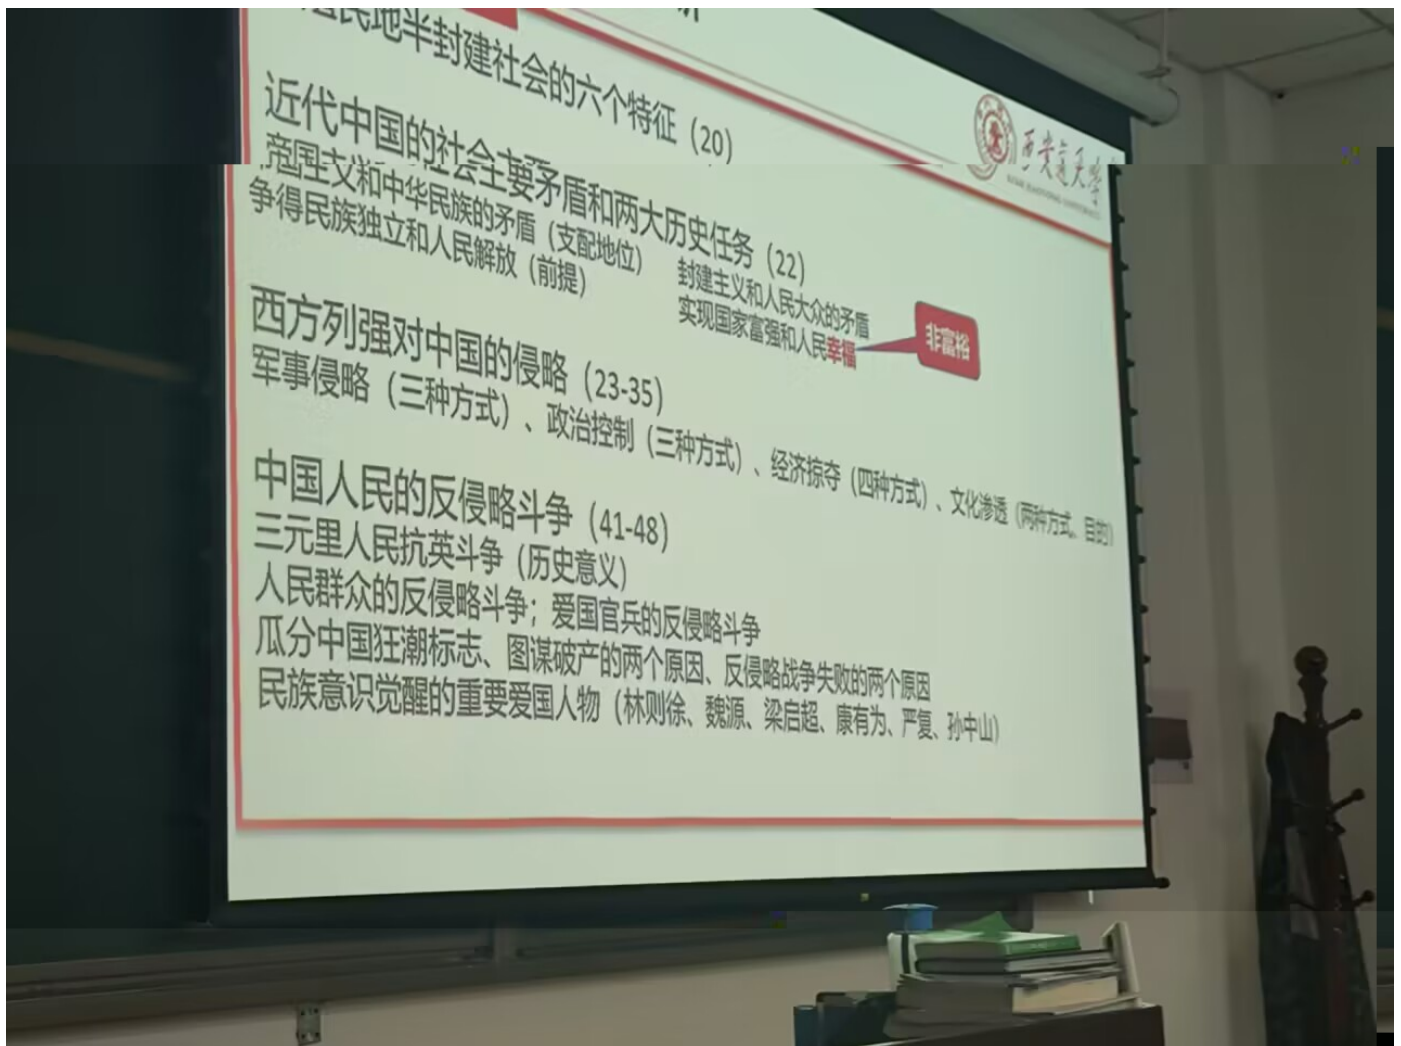 民地半封建社会的六个特征（20）
近代中国的社会主要矛盾和两大历史任务（22）
帝国主义和中华民族的矛盾（支配地位） 封建主义和人民大众的矛盾
争得民族独立和人民解放（前提） 实现国家富强和人民幸福
非富裕
西方列强对中国的侵略（23-35）
军事侵略（三种方式）、政治控制（三种方式）、经济掠夺（四种方式）、文化渗透（两种方式、目的）
中国人民的反侵略斗争（41-48）
三元里人民抗英斗争（历史意义）
人民群众的反侵略斗争；爱国官兵的反侵略斗争
瓜分中国狂潮标志、图谋破产的两个原因、反侵略战争失败的两个原因
民族意识觉醒的重要爱国人物（林则徐、魏源、梁启超、康有为、严复、孙中山）
西安交通大学